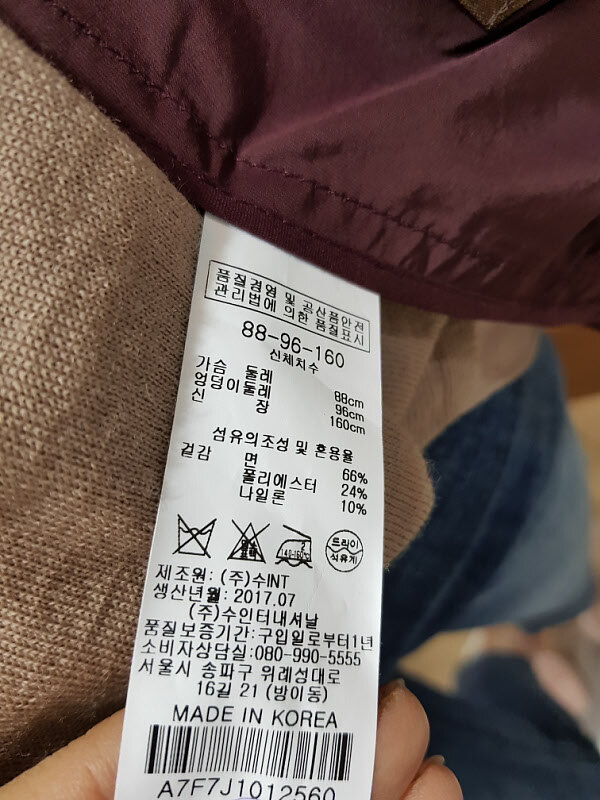 품질경영 및 공산품안전
관리법에 의한 품질표시
88-96-160
신체치수
가슴 둘레 88cm
엉덩이둘레 96cm
신 장 160cm
섬유의조성 및 혼용율
겉감 면 66%
폴리에스터 24%
나일론 10%
드라이
석유계
제조원: (주)수INT
생산년월: 2017.07
(주)수인터내셔날
품질보증기간:구입일로부터1년
소비자상담실:080-990-5555
서울시 송파구 위례성대로
16길 21 (방이동)
MADE IN KOREA
A7F7J1012560